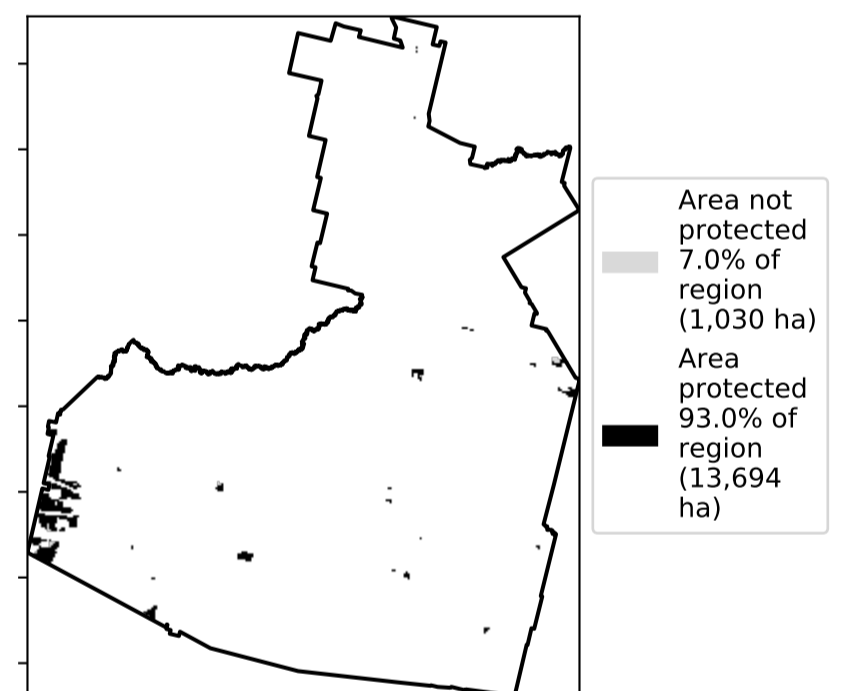 Area not
protected
7.0% of
region
(1,030 ha)
Area
protected
93.0% of
region
(13,694
ha)